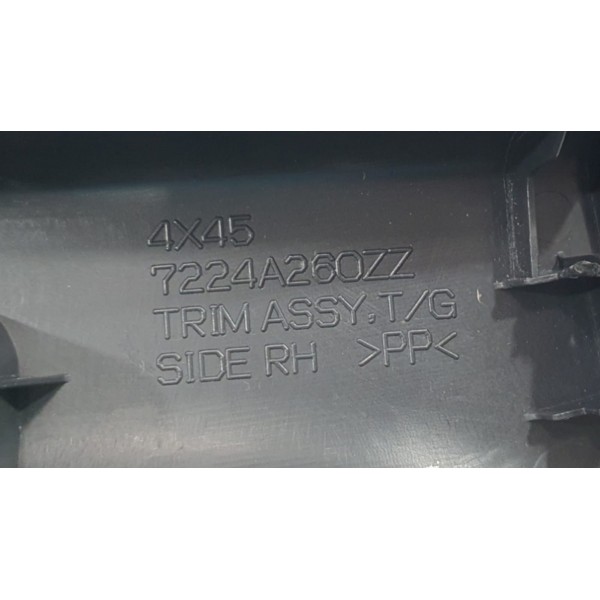 4X45
7224A260ZZ
TRIM ASSY,T/G
SIDE RH >PP<